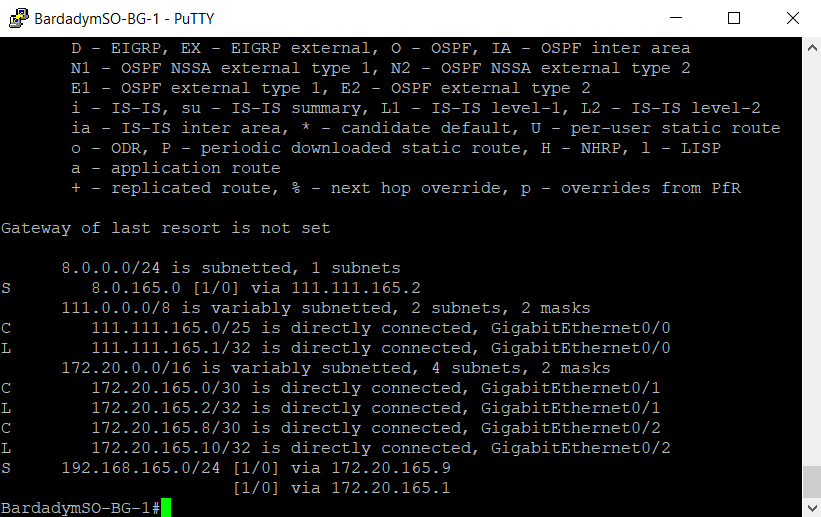 BardadymSO-BG-1 - PuTTY
D - EIGRP, EX - EIGRP external, O - OSPF, IA - OSPF inter area
N1 - OSPF NSSA external type 1, N2 - OSPF NSSA external type 2
E1 - OSPF external type 1, E2 - OSPF external type 2
i - IS-IS, su - IS-IS summary, L1 - IS-IS level-1, L2 - IS-IS level-2
ia - IS-IS inter area, * - candidate default, U - per-user static route
o - ODR, P - periodic downloaded static route, H - NHRP, l - LISP
a - application route
+ - replicated route, % - next hop override, p - overrides from PfR
Gateway of last resort is not set
8.0.0.0/24 is subnetted, 1 subnets
S 8.0.165.0 [1/0] via 111.111.165.2
111.0.0.0/8 is variably subnetted, 2 subnets, 2 masks
C 111.111.165.0/25 is directly connected, GigabitEthernet0/0
L 111.111.165.1/32 is directly connected, GigabitEthernet0/0
172.20.0.0/16 is variably subnetted, 4 subnets, 2 masks
C 172.20.165.0/30 is directly connected, GigabitEthernet0/1
L 172.20.165.2/32 is directly connected, GigabitEthernet0/1
C 172.20.165.8/30 is directly connected, GigabitEthernet0/2
L 172.20.165.10/32 is directly connected, GigabitEthernet0/2
S 192.168.165.0/24 [1/0] via 172.20.165.9
[1/0] via 172.20.165.1
BardadymSO-BG-1#